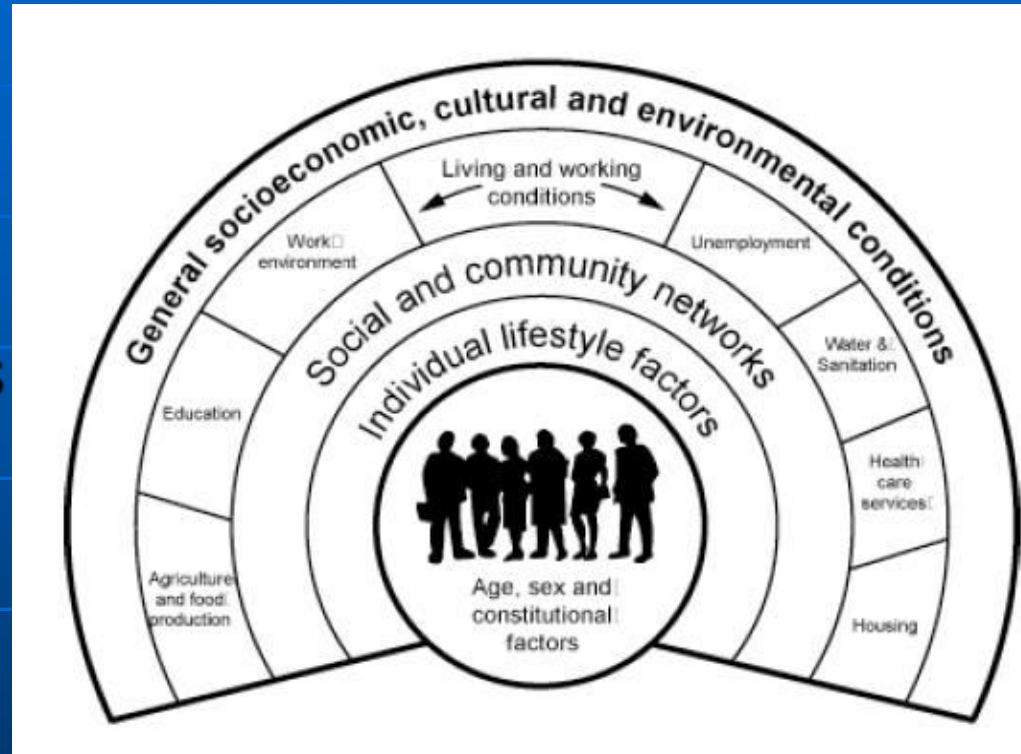 General socioeconomic, cultural and environmental conditions
Living and working
conditions
Work
environment
Unemployment
Education
Water &
Sanitation
Agriculture
and food
production
Health
care
services
Housing
Social and community networks
Individual lifestyle factors
Age, sex and
constitutional
factors